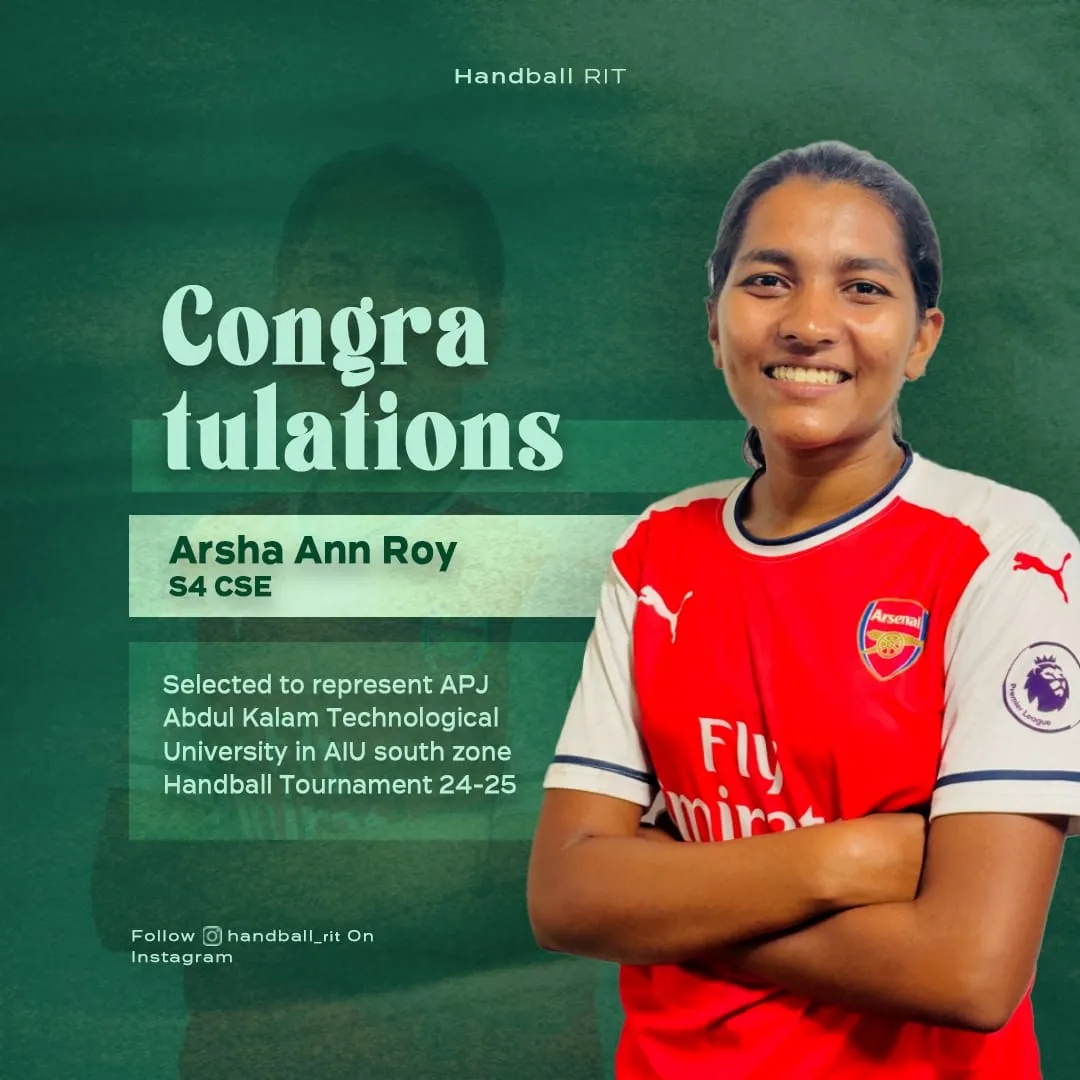 Handball RIT
Congra
tulations
Arsha Ann Roy
S4 CSE
Selected to represent APJ
Abdul Kalam Technological
University in AIU south zone
Handball Tournament 24-25
Follow handball_rit On
Instagram
Arsenal
Premier League
Fly